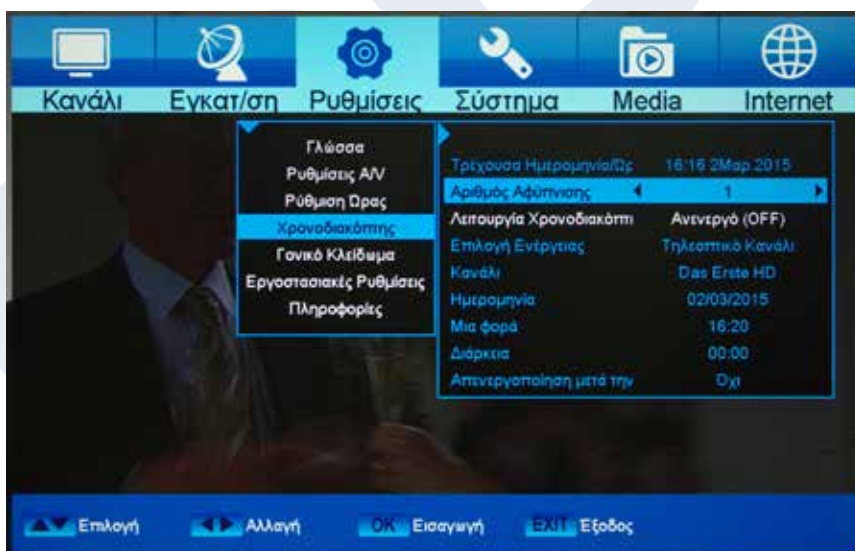 Κανάλι Εγκατ/ση Ρυθμίσεις Σύστημα Media Internet
Γλώσσα
Ρυθμίσεις A/V
Ρύθμιση Ώρας
Χρονοδιακόπτης
Γονικό Κλείδωμα
Εργοστασιακές Ρυθμίσεις
Πληροφορίες
Τρέχουσα Ημερομηνία/Ώς 16:16 2Μαρ.2015
Αριθμός Αφύπνισης 1
Λειτουργία Χρονοδιακόπτι Ανενεργό (OFF)
Επιλογή Ενέργειας Τηλεοπτικό Κανάλι
Κανάλι Das Erste HD
Ημερομηνία 02/03/2015
Μια φορά 16:20
Διάρκεια 00:00
Απενεργοποίηση μετά την Όχι
Επιλογή Αλλαγή OK Εισαγωγή EXIT Έξοδος